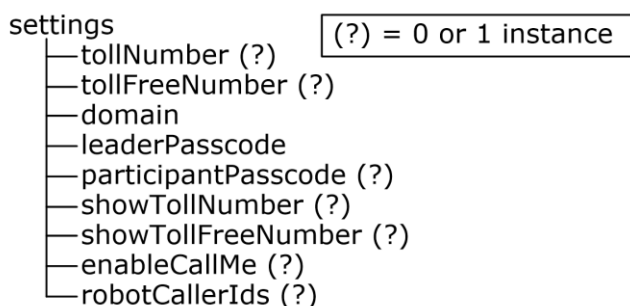 settings
(?) = 0 or 1 instance
tollNumber (?)
tollFreeNumber (?)
domain
leaderPasscode
participantPasscode (?)
showTollNumber (?)
showTollFreeNumber (?)
enableCallMe (?)
robotCallerIds (?)